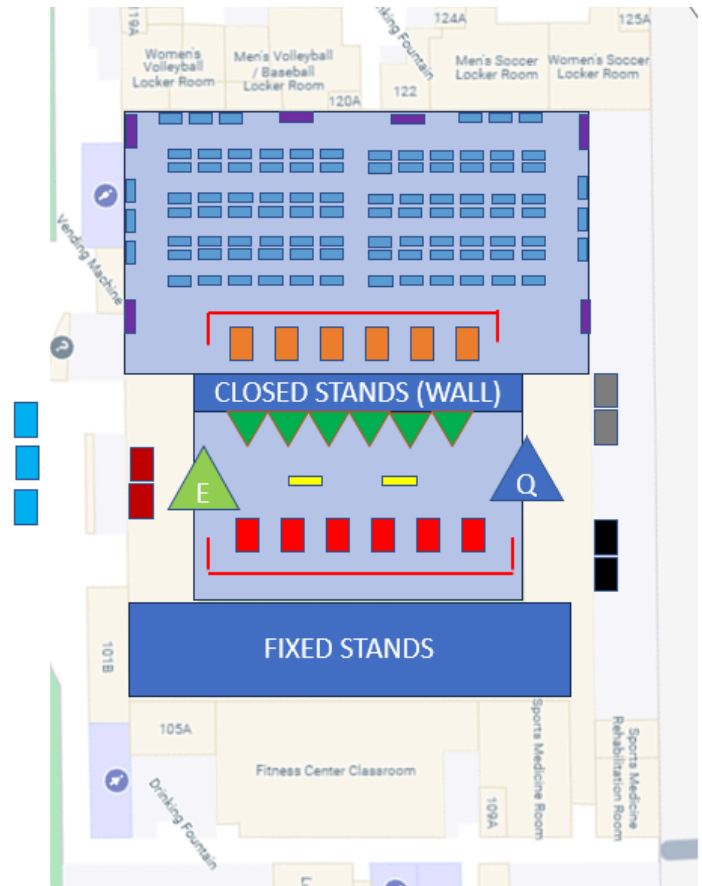 119A
Women's
Volleyball
Locker Room
Men's Volleyball
/ Baseball
Locker Room
120A
Drinking Fountain
122
124A
125A
Men's Soccer
Locker Room
Women's Soccer
Locker Room
Vending Machine
CLOSED STANDS (WALL)
E
Q
FIXED STANDS
101B
105A
Fitness Center Classroom
Drinking Fountain
109A
Sports Medicine Room
Sports Medicine
Rehabilitation Room